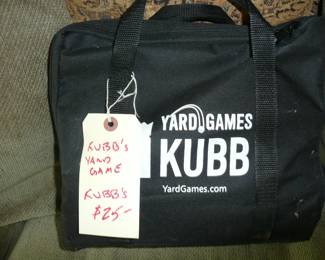 YARD GAMES
KUBB
YardGames.com
KUBB's
YARD
GAME
KUBB's
$25-